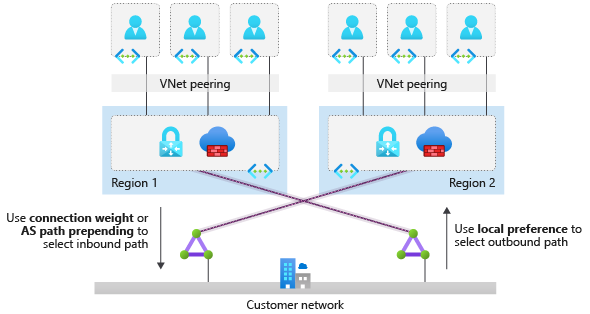 VNet peering
VNet peering
Region 1
Region 2
Use connection weight or
AS path prepending to
select inbound path
Use local preference to
select outbound path
Customer network